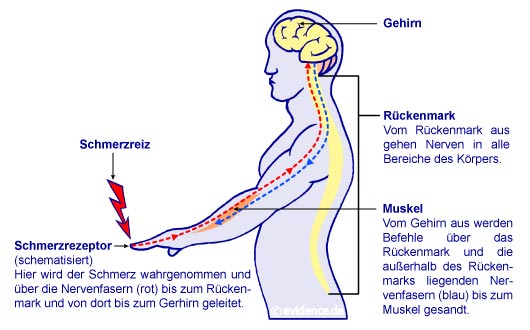 Gehirn
Rückenmark
Vom Rückenmark aus
gehen Nerven in alle
Bereiche des Körpers.
Schmerzreiz
Muskel
Vom Gehirn aus werden
Befehle über das
Rückenmark und die
außerhalb des Rücken-
marks liegenden Ner-
venfasern (blau) bis zum
Muskel gesandt.
Schmerzrezeptor
(schematisiert)
Hier wird der Schmerz wahrgenommen und
über die Nervenfasern (rot) bis zum Rücken-
mark und von dort bis zum Gerhirn geleitet.
© evidence.de